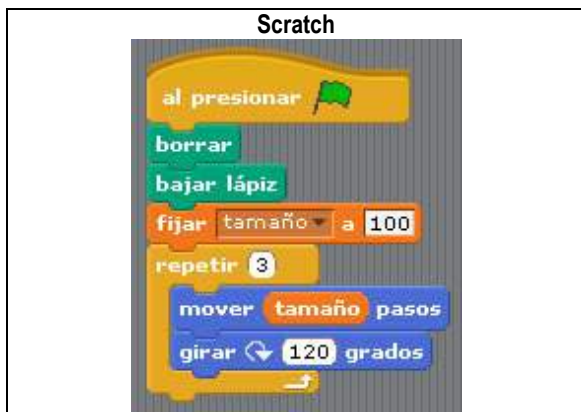 Scratch
al presionar
borrar
bajar lápiz
fijar tamaño a 100
repetir 3
mover tamaño pasos
girar 120 grados